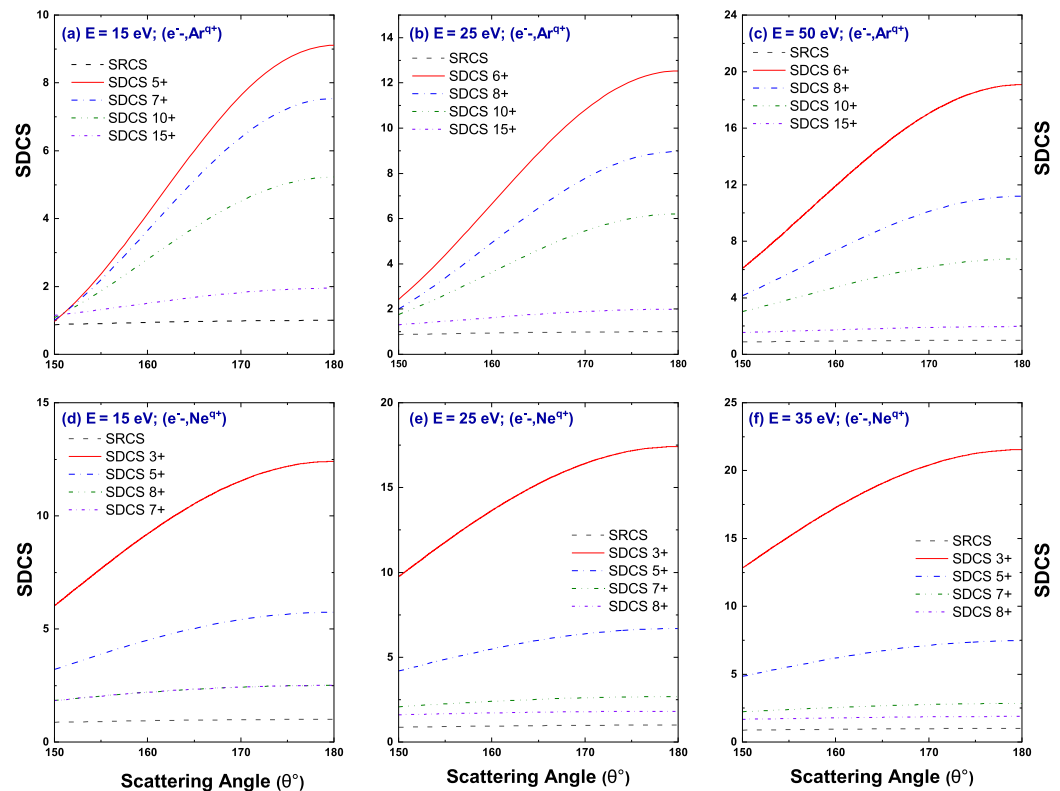 (a) E = 15 eV; (e⁻-,Ar^q+)
SRCS
SDCS 5+
SDCS 7+
SDCS 10+
SDCS 15+
SDCS
10
8
6
4
2
0
150 160 170 180
(b) E = 25 eV; (e⁻-,Ar^q+)
SRCS
SDCS 6+
SDCS 8+
SDCS 10+
SDCS 15+
14
12
10
8
6
4
2
0
150 160 170 180
(c) E = 50 eV; (e⁻-,Ar^q+)
SRCS
SDCS 6+
SDCS 8+
SDCS 10+
SDCS 15+
SDCS
24
20
16
12
8
4
0
150 160 170 180
(d) E = 15 eV; (e⁻-,Ne^q+)
SRCS
SDCS 3+
SDCS 5+
SDCS 8+
SDCS 7+
SDCS
15
10
5
0
150 160 170 180
Scattering Angle (θ°)
(e) E = 25 eV; (e⁻-,Ne^q+)
SRCS
SDCS 3+
SDCS 5+
SDCS 7+
SDCS 8+
20
15
10
5
0
150 160 170 180
Scattering Angle (θ°)
(f) E = 35 eV; (e⁻-,Ne^q+)
SRCS
SDCS 3+
SDCS 5+
SDCS 7+
SDCS 8+
SDCS
25
20
15
10
5
0
150 160 170 180
Scattering Angle (θ°)